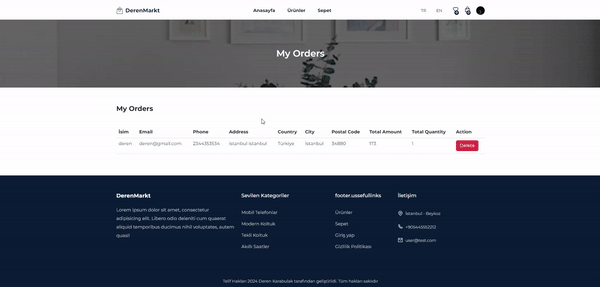 DerenMarkt
Anasayfa Ürünler Sepet
TR EN
My Orders
My Orders
İsim Email Phone Address Country City Postal Code Total Amount Total Quantity Action
deren deren@gmail.com 2344353534 istanbul istanbul Türkiye istanbul 34880 173 1 Delete
DerenMarkt Sevilen Kategoriler footer.ussefullinks İletişim
Lorem ipsum dolor sit amet, consectetur
adipisicing elit. Libero odio deleniti cum quaerat
aliquid temporibus ducimus nihil voluptates, autem
quasi!
Mobil Telefonlar
Modern Koltuk
Tekli Koltuk
Akıllı Saatler
Ürünler
Sepet
Giriş yap
Gizlilik Politikası
İstanbul - Beykoz
user@test.com
Telif Hakları 2024 Deren Karabulak tarafından geliştirildi. Tüm hakları saklıdır